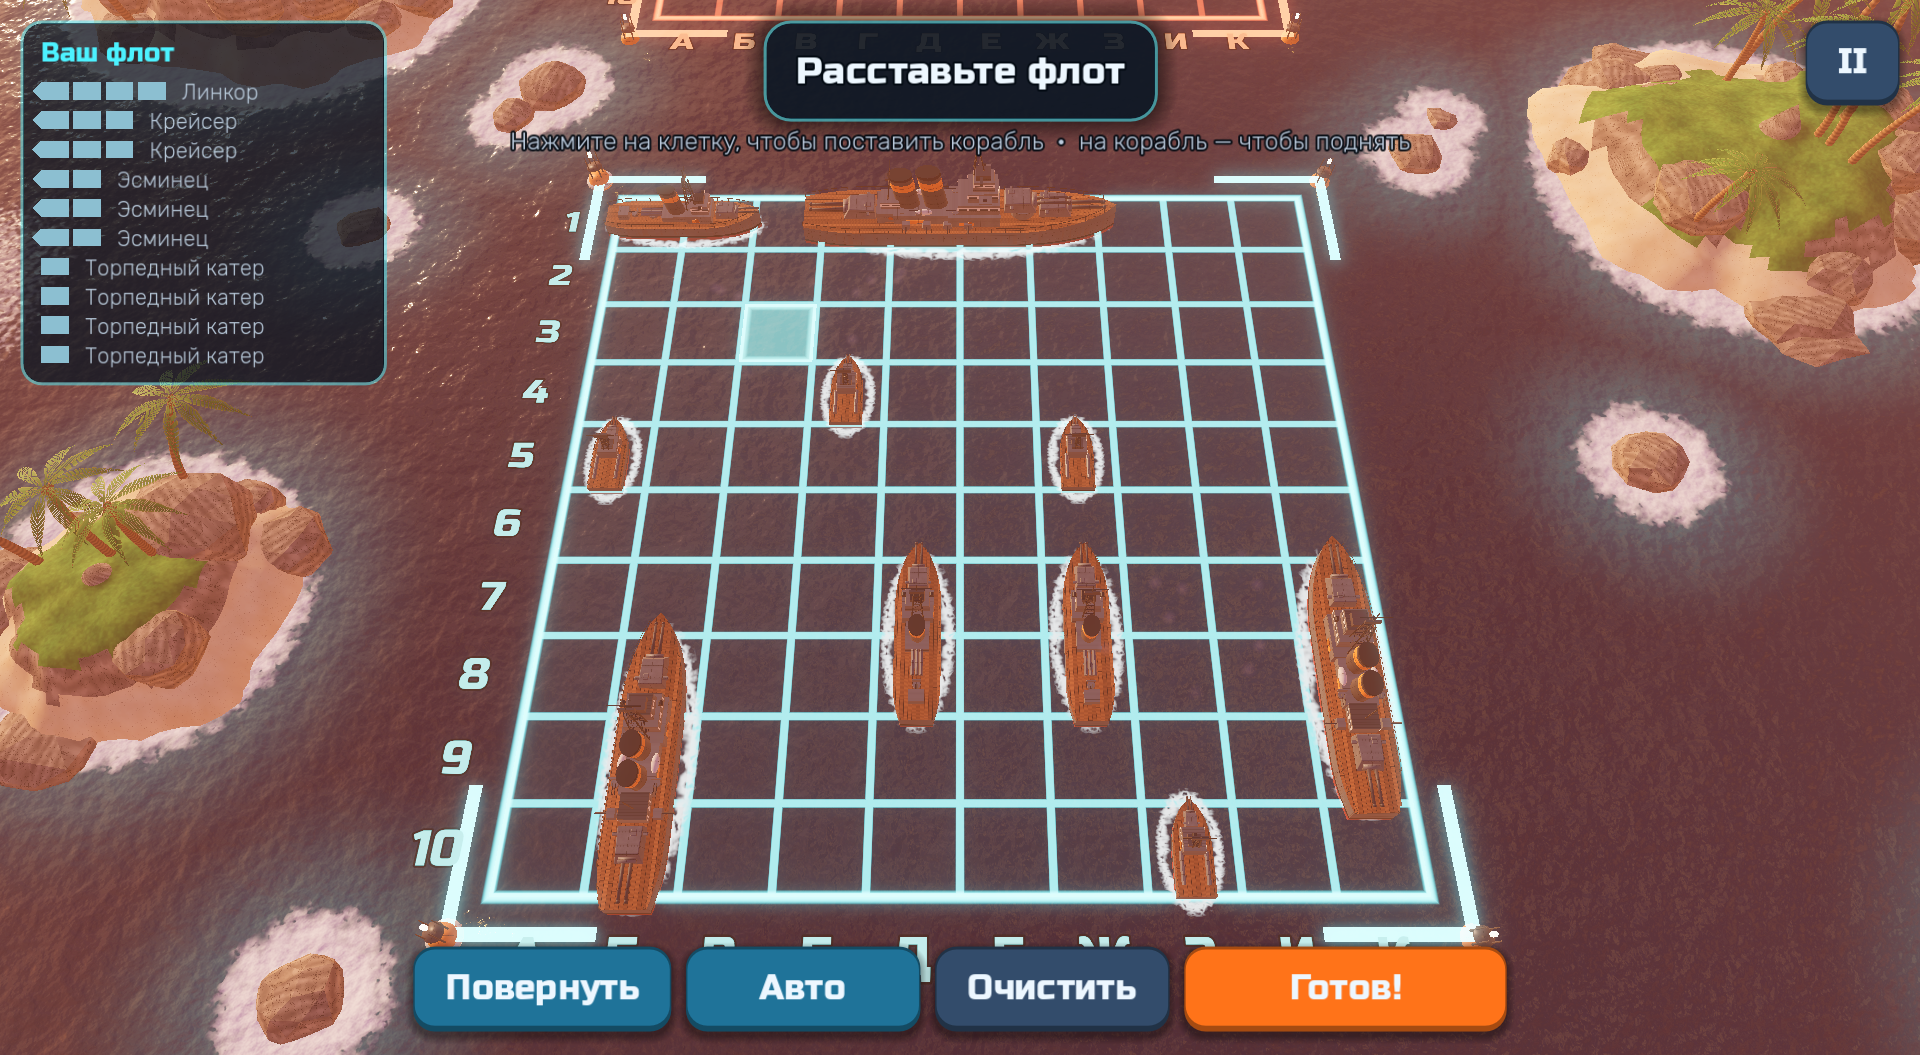 Ваш флот
Линкор
Крейсер
Крейсер
Эсминец
Эсминец
Эсминец
Торпедный катер
Торпедный катер
Торпедный катер
Торпедный катер
А Б В Г Д Е Ж З И К
Расставьте флот
Нажмите на клетку, чтобы поставить корабль • на корабль — чтобы поднять
II
1
2
3
4
5
6
7
8
9
10
Повернуть
Авто
Очистить
Готов!